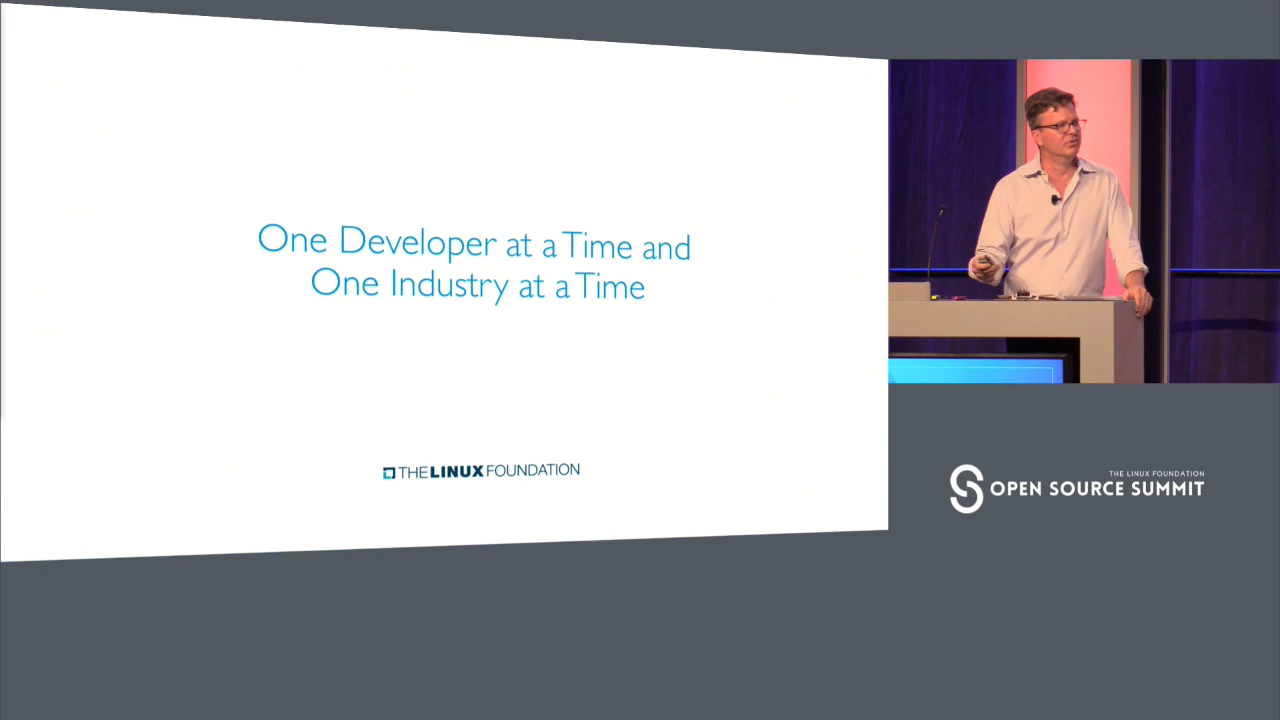 One Developer at a Time and
One Industry at a Time
THE LINUX FOUNDATION
THE LINUX FOUNDATION
OPEN SOURCE SUMMIT